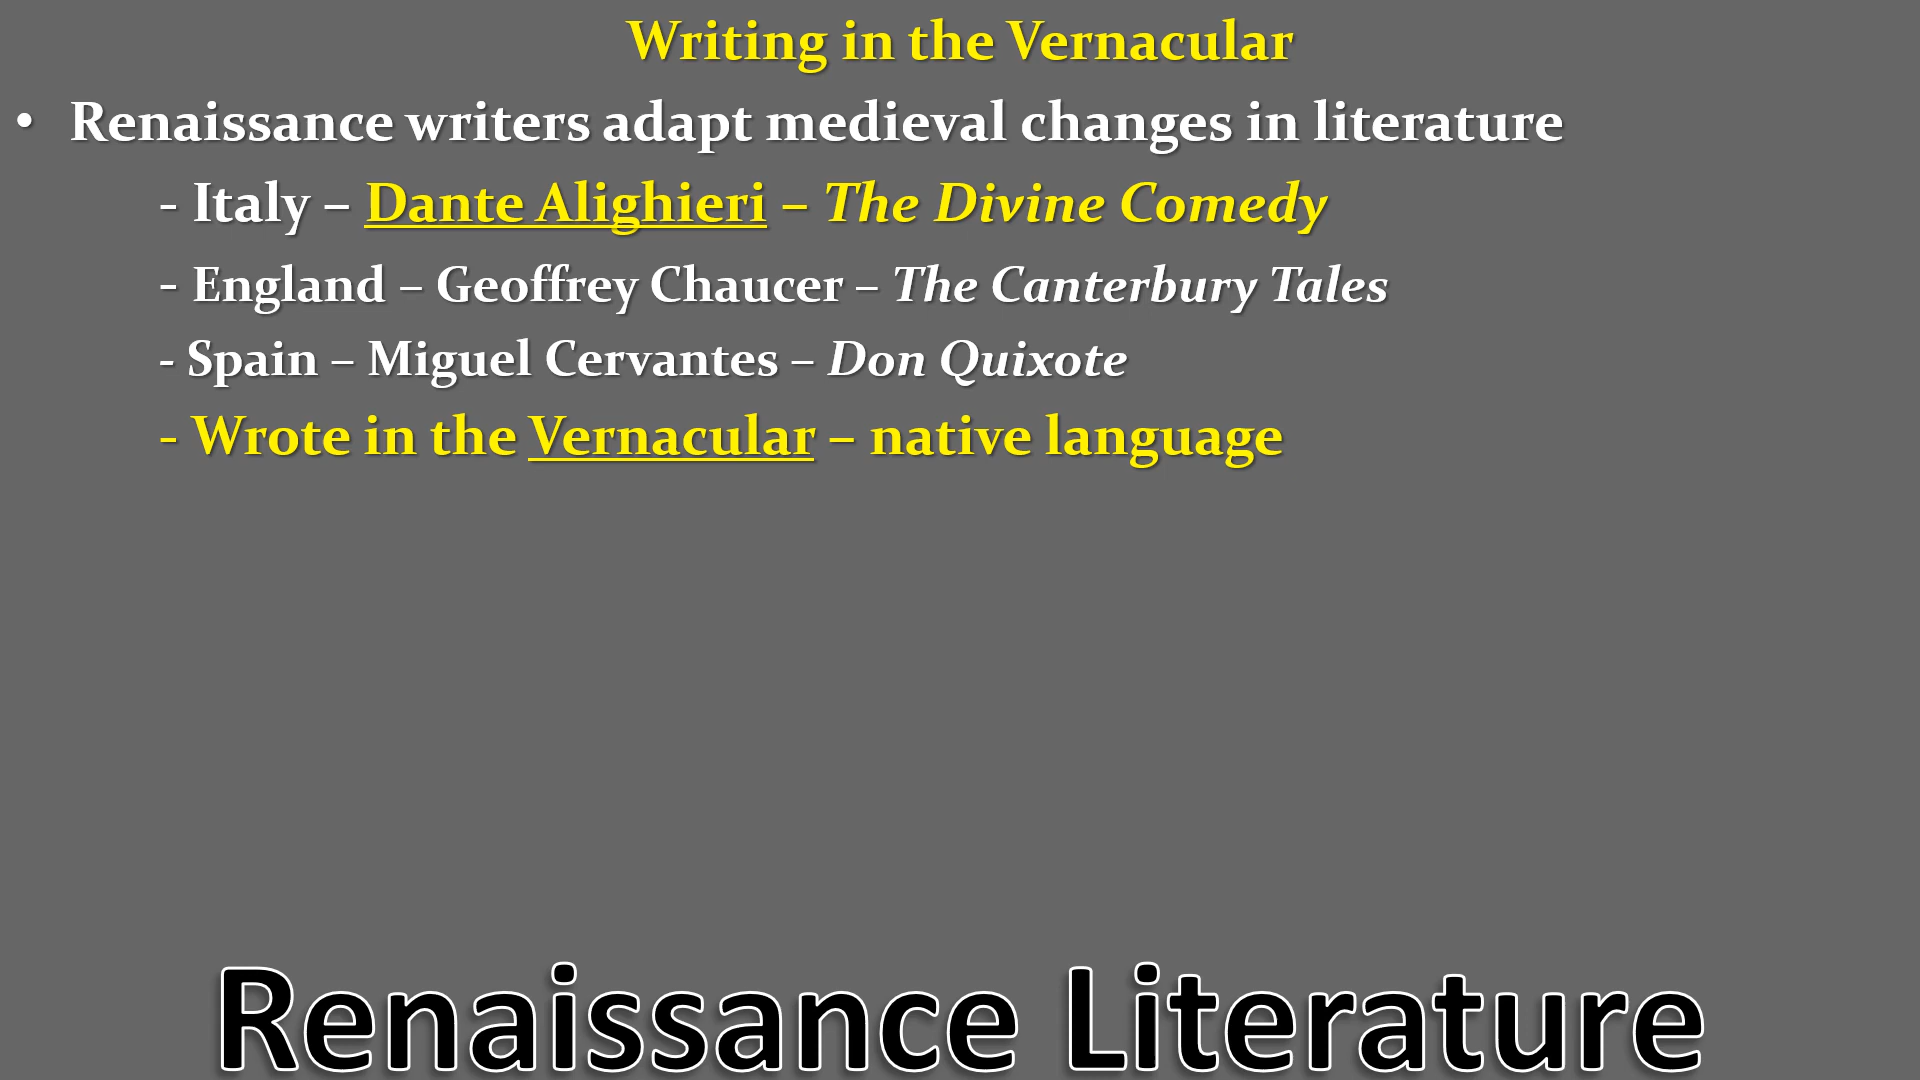 Writing in the Vernacular
• Renaissance writers adapt medieval changes in literature
- Italy – Dante Alighieri – The Divine Comedy
- England – Geoffrey Chaucer – The Canterbury Tales
- Spain – Miguel Cervantes – Don Quixote
- Wrote in the Vernacular – native language
Renaissance Literature